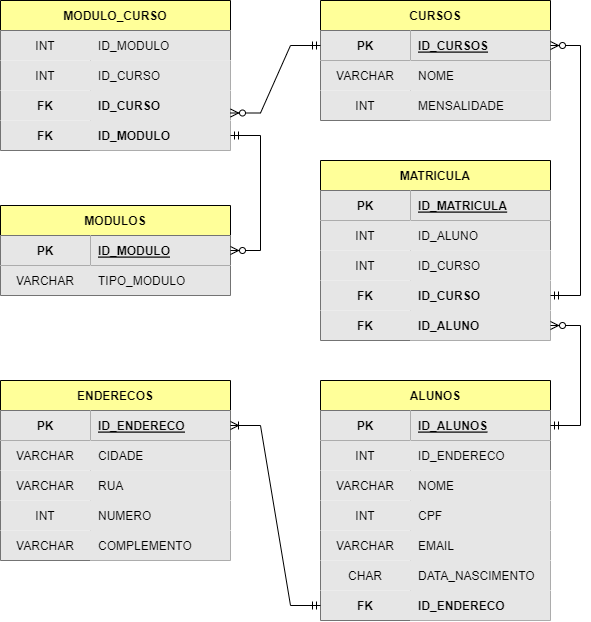 MODULO_CURSO
INT ID_MODULO
INT ID_CURSO
FK ID_CURSO
FK ID_MODULO
CURSOS
PK ID_CURSOS
VARCHAR NOME
INT MENSALIDADE
MATRICULA
PK ID_MATRICULA
INT ID_ALUNO
INT ID_CURSO
FK ID_CURSO
FK ID_ALUNO
MODULOS
PK ID_MODULO
VARCHAR TIPO_MODULO
ENDERECOS
PK ID_ENDERECO
VARCHAR CIDADE
VARCHAR RUA
INT NUMERO
VARCHAR COMPLEMENTO
ALUNOS
PK ID_ALUNOS
INT ID_ENDERECO
VARCHAR NOME
INT CPF
VARCHAR EMAIL
CHAR DATA_NASCIMENTO
FK ID_ENDERECO